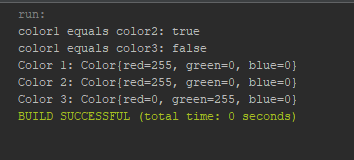 run:
color1 equals color2: true
color1 equals color3: false
Color 1: Color{red=255, green=0, blue=0}
Color 2: Color{red=255, green=0, blue=0}
Color 3: Color{red=0, green=255, blue=0}
BUILD SUCCESSFUL (total time: 0 seconds)